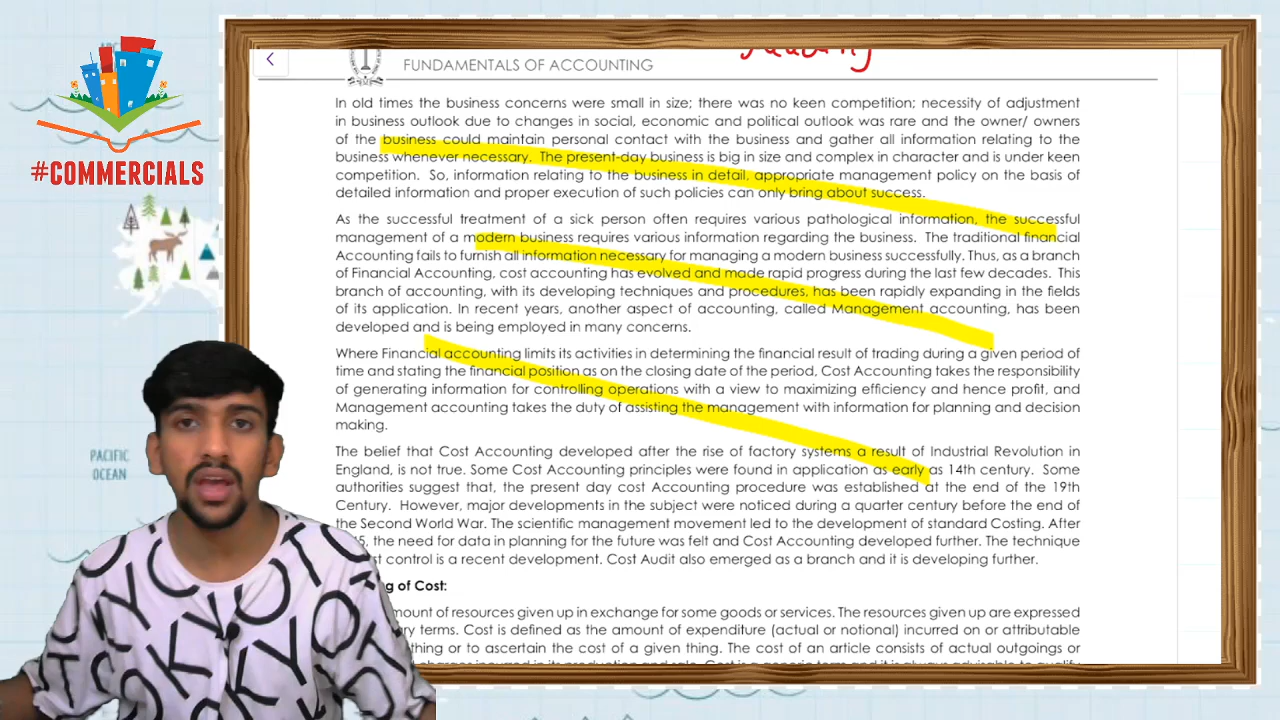 #COMMERCIALS
FUNDAMENTALS OF ACCOUNTING
In old times the business concerns were small in size; there was no keen competition; necessity of adjustment
in business outlook due to changes in social, economic and political outlook was rare and the owner/ owners
of the business could maintain personal contact with the business and gather all information relating to the
business whenever necessary. The present-day business is big in size and complex in character and is under keen
competition. So, information relating to the business in detail, appropriate management policy on the basis of
detailed information and proper execution of such policies can only bring about success.
As the successful treatment of a sick person often requires various pathological information, the successful
management of a modern business requires various information regarding the business. The traditional financial
Accounting fails to furnish all information necessary for managing a modern business successfully. Thus, as a branch
of Financial Accounting, cost accounting has evolved and made rapid progress during the last few decades. This
branch of accounting, with its developing techniques and procedures, has been rapidly expanding in the fields
of its application. In recent years, another aspect of accounting, called Management accounting, has been
developed and is being employed in many concerns.
Where Financial accounting limits its activities in determining the financial result of trading during a given period of
time and stating the financial position as on the closing date of the period, Cost Accounting takes the responsibility
of generating information for controlling operations with a view to maximizing efficiency and hence profit, and
Management accounting takes the duty of assisting the management with information for planning and decision
making.
The belief that Cost Accounting developed after the rise of factory systems a result of Industrial Revolution in
England, is not true. Some Cost Accounting principles were found in application as early as 14th century. Some
authorities suggest that, the present day cost Accounting procedure was established at the end of the 19th
Century. However, major developments in the subject were noticed during a quarter century before the end of
the Second World War. The scientific management movement led to the development of standard Costing. After
the need for data in planning for the future was felt and Cost Accounting developed further. The technique
control is a recent development. Cost Audit also emerged as a branch and it is developing further.
of Cost:
of resources given up in exchange for some goods or services. The resources given up are expressed
terms. Cost is defined as the amount of expenditure (actual or notional) incurred on or attributable
thing or to ascertain the cost of a given thing. The cost of an article consists of actual outgoings or
PACIFIC
OCEAN